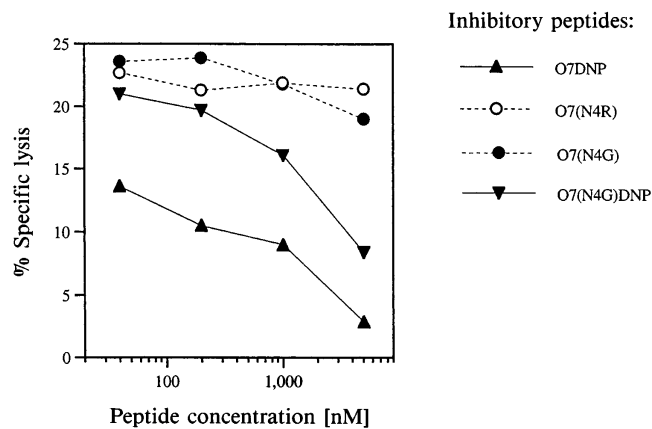 Inhibitory peptides:
O7DNP
O7(N4R)
O7(N4G)
O7(N4G)DNP
% Specific lysis
25
20
15
10
5
0
100
1,000
Peptide concentration [nM]